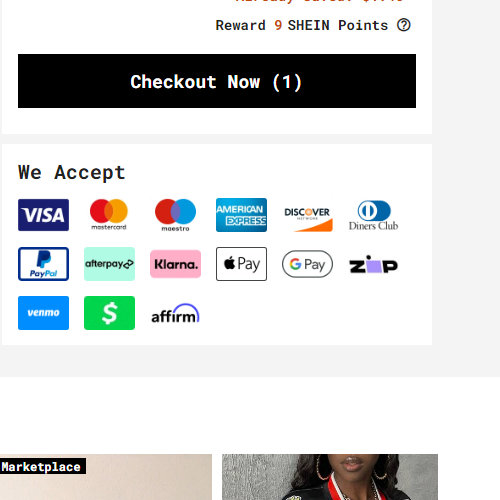 Reward 9 SHEIN Points
Checkout Now (1)
We Accept
VISA mastercard maestro AMERICAN EXPRESS DISCOVER NETWORK Diners Club
PayPal afterpay Klarna. Pay G Pay ZIP
venmo $ affirm
Marketplace